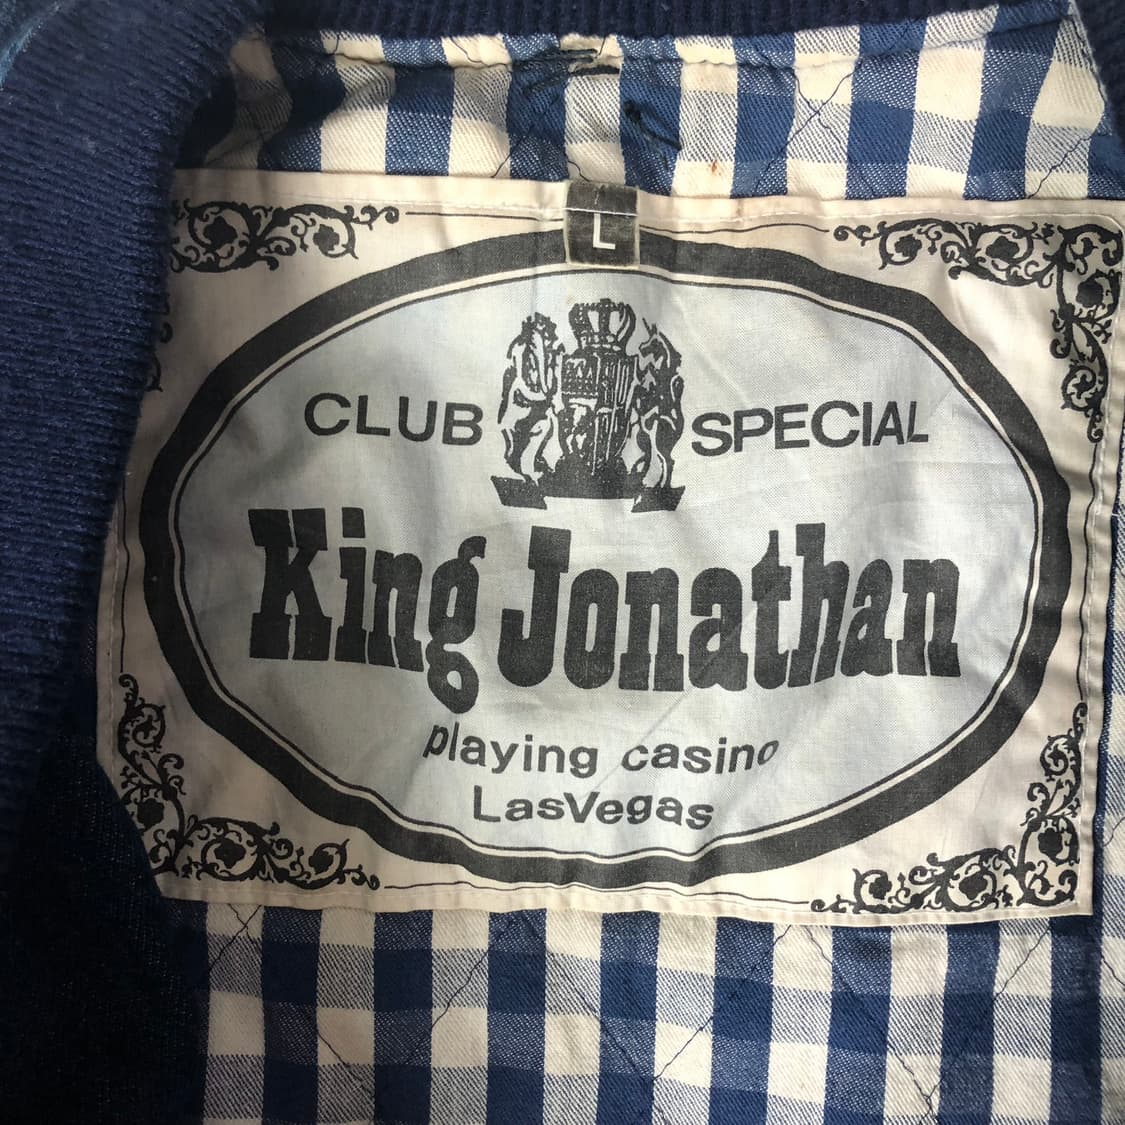 L
CLUB SPECIAL
King Jonathan
playing casino
LasVegas